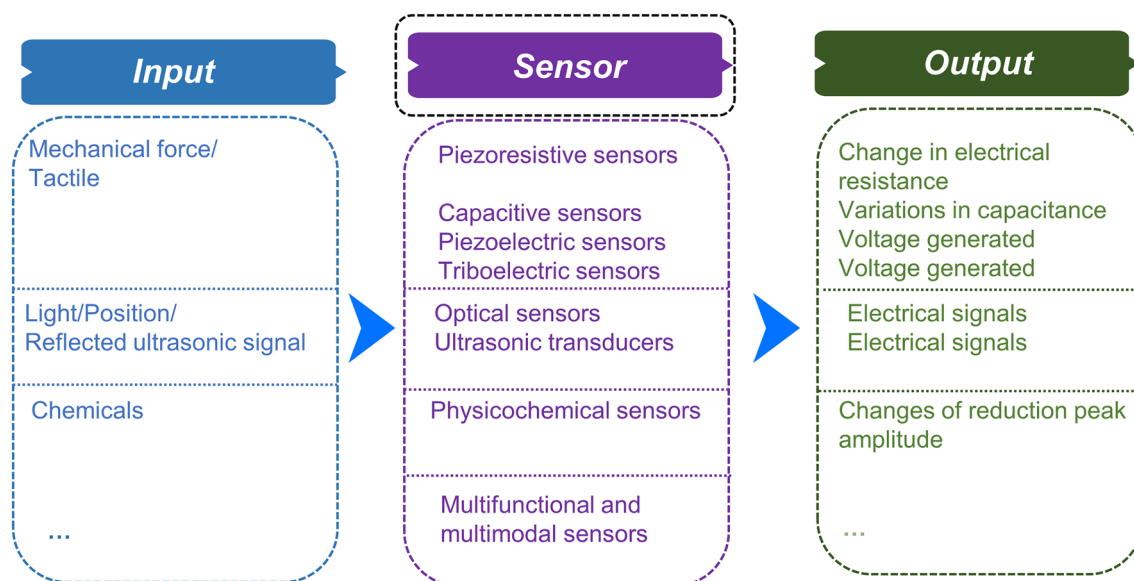 Input
Mechanical force/
Tactile
Light/Position/
Reflected ultrasonic signal
Chemicals
...
Sensor
Piezoresistive sensors
Capacitive sensors
Piezoelectric sensors
Triboelectric sensors
Optical sensors
Ultrasonic transducers
Physicochemical sensors
Multifunctional and
multimodal sensors
Output
Change in electrical
resistance
Variations in capacitance
Voltage generated
Voltage generated
Electrical signals
Electrical signals
Changes of reduction peak
amplitude
...